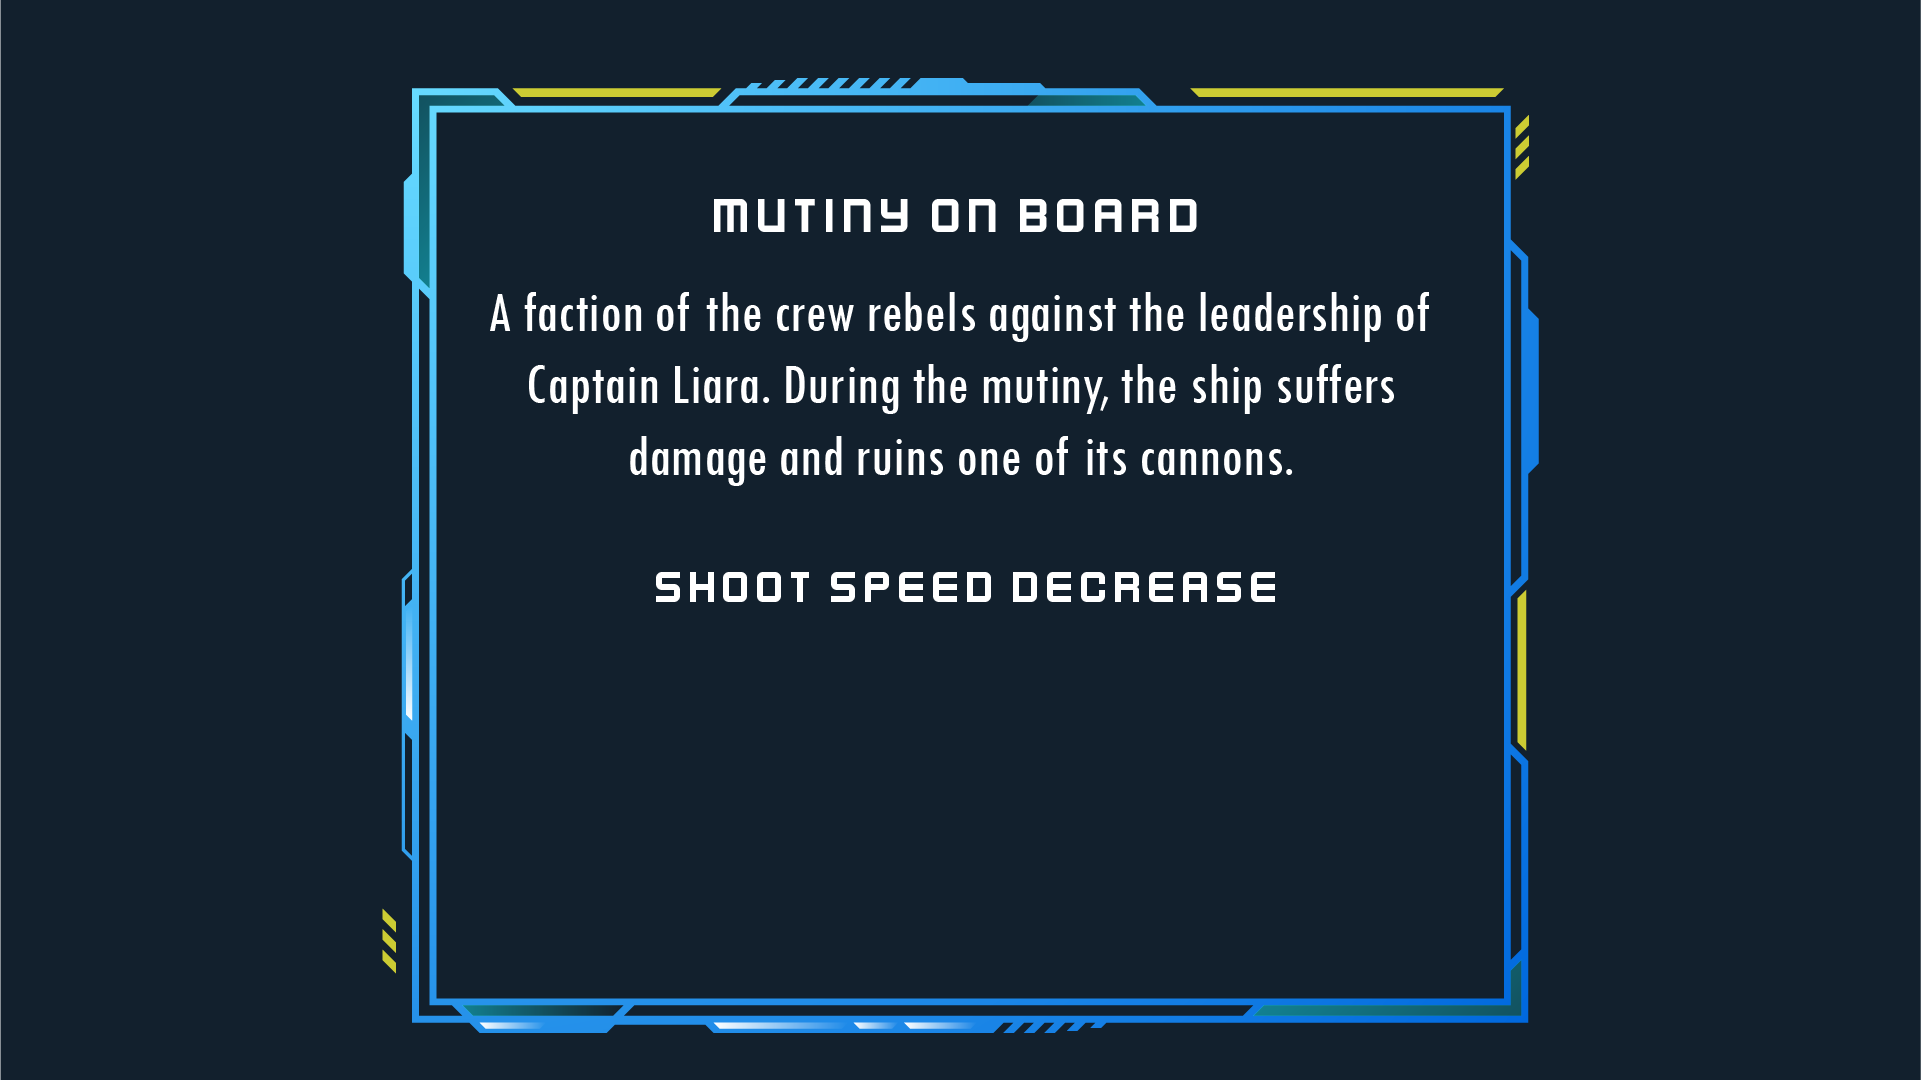 MUTINY ON BOARD
A faction of the crew rebels against the leadership of
Captain Liara. During the mutiny, the ship suffers
damage and ruins one of its cannons.
SHOOT SPEED DECREASE